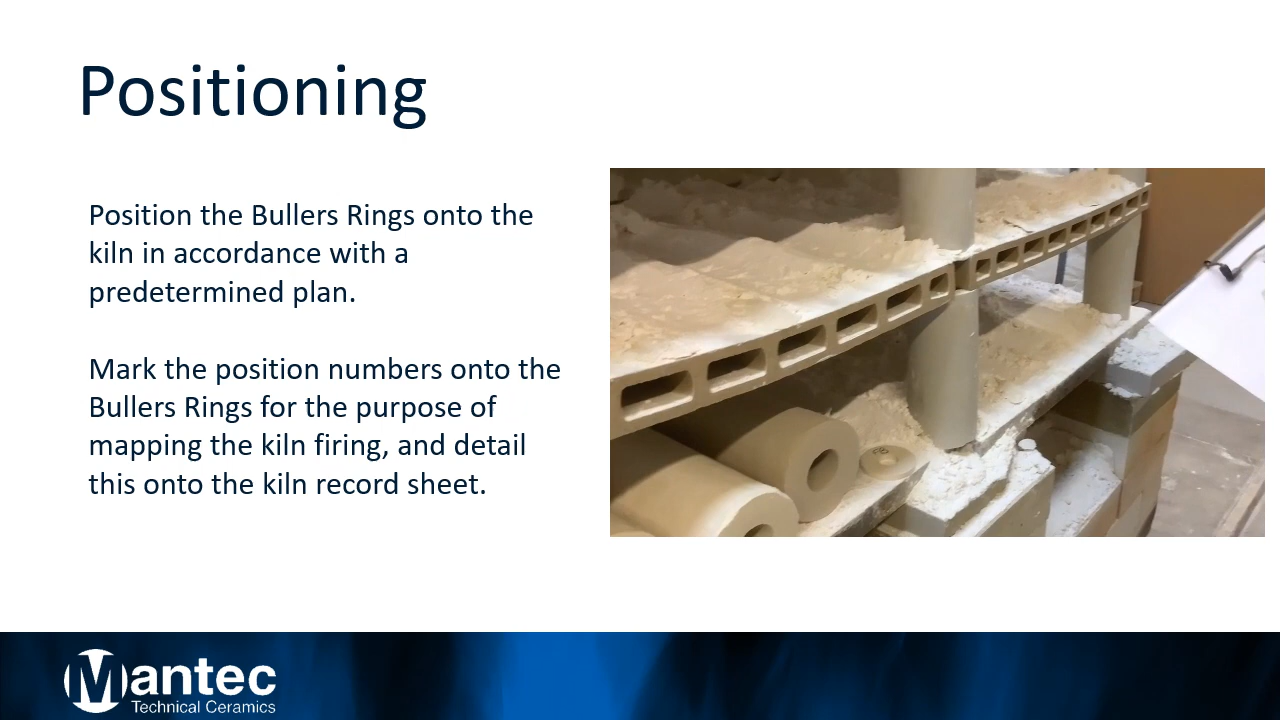 Positioning
Position the Bullers Rings onto the
kiln in accordance with a
predetermined plan.
Mark the position numbers onto the
Bullers Rings for the purpose of
mapping the kiln firing, and detail
this onto the kiln record sheet.
Mantec
Technical Ceramics